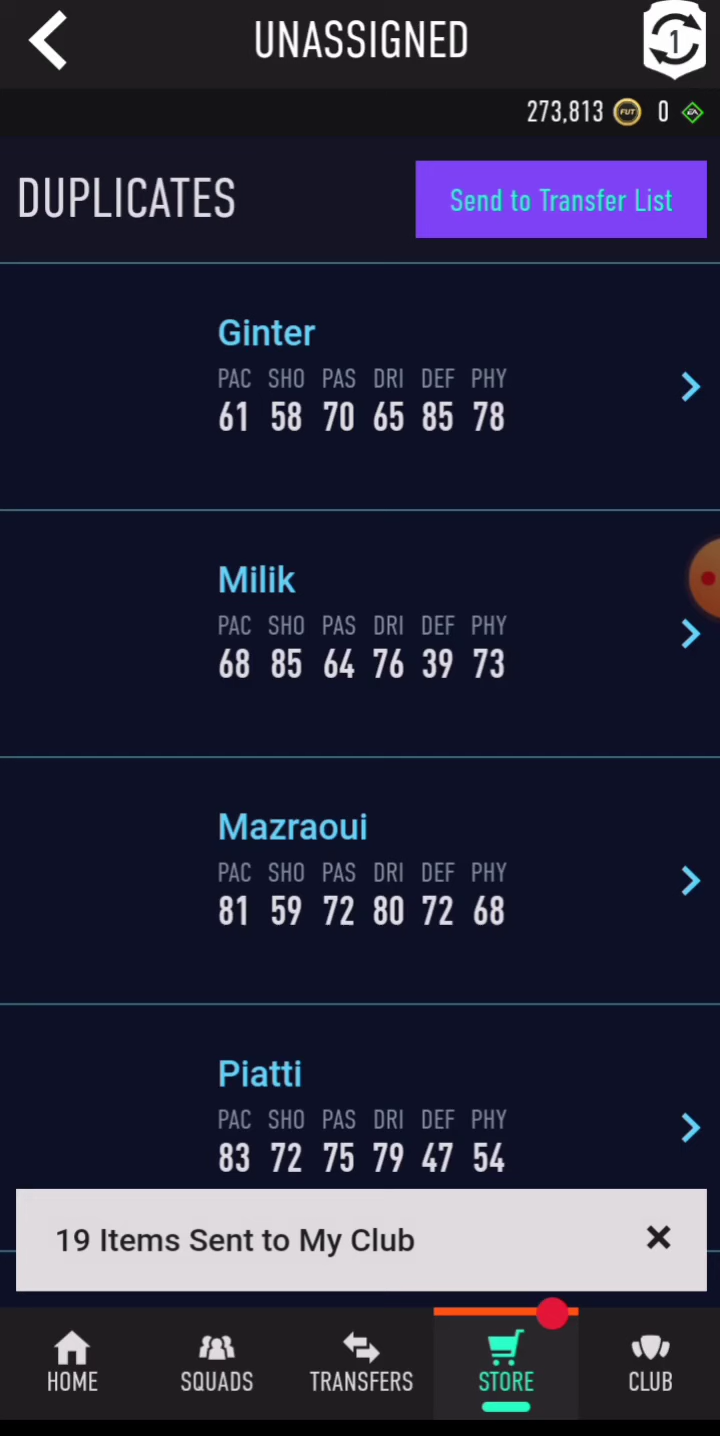 UNASSIGNED
1
273,813 FUT 0 EA
DUPLICATES
Send to Transfer List
Ginter
PAC SHO PAS DRI DEF PHY
61 58 70 65 85 78
Milik
PAC SHO PAS DRI DEF PHY
68 85 64 76 39 73
Mazraoui
PAC SHO PAS DRI DEF PHY
81 59 72 80 72 68
Piatti
PAC SHO PAS DRI DEF PHY
83 72 75 79 47 54
19 Items Sent to My Club
HOME SQUADS TRANSFERS STORE CLUB